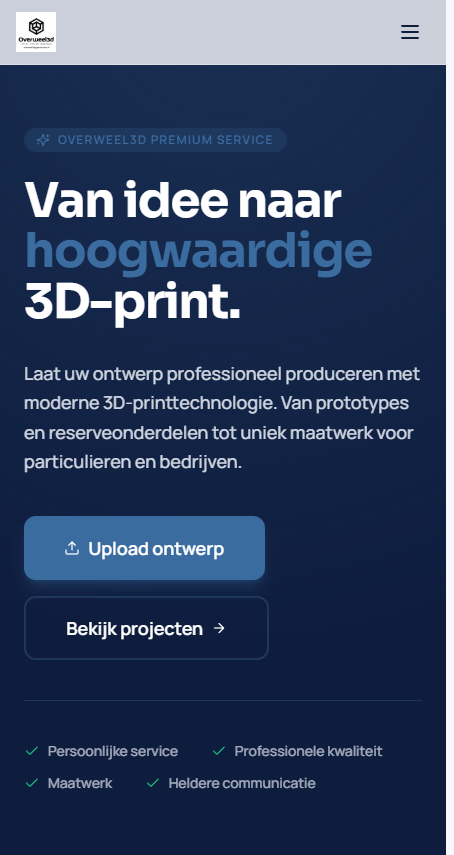 Overweel3d
OVERWEEL3D PREMIUM SERVICE
Van idee naar
hoogwaardige
3D-print.
Laat uw ontwerp professioneel produceren met
moderne 3D-printtechnologie. Van prototypes
en reserveonderdelen tot uniek maatwerk voor
particulieren en bedrijven.
Upload ontwerp
Bekijk projecten
Persoonlijke service Professionele kwaliteit
Maatwerk Heldere communicatie